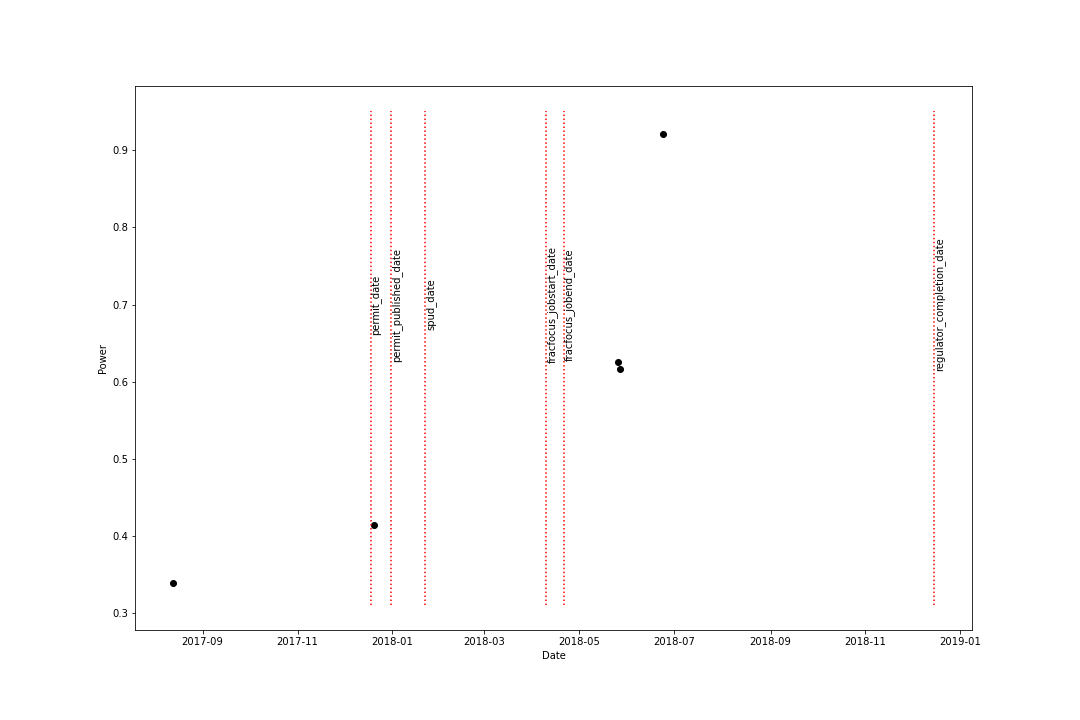 0.9
0.8
0.7
0.6
0.5
0.4
0.3
Power
permit_date
permit_published_date
spud_date
fracfocus_jobstart_date
fracfocus_jobend_date
regulator_completion_date
2017-09
2017-11
2018-01
2018-03
2018-05
2018-07
2018-09
2018-11
2019-01
Date